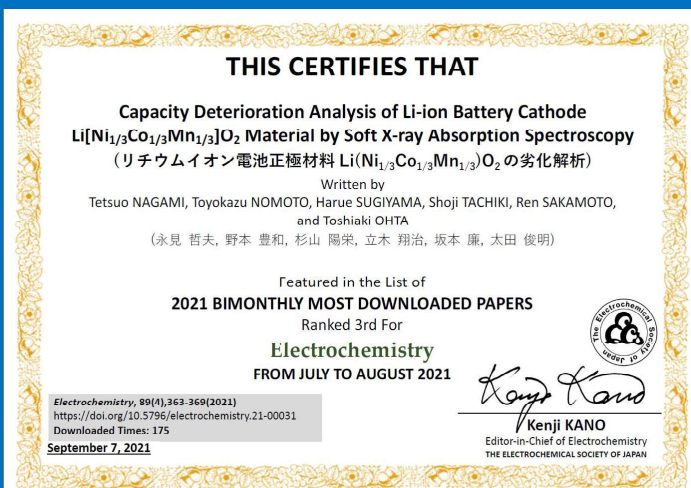 THIS CERTIFIES THAT
Capacity Deterioration Analysis of Li-ion Battery Cathode
Li[Ni1/3Co1/3Mn1/3]O2 Material by Soft X-ray Absorption Spectroscopy
(リチウムイオン電池正極材料 Li(Ni1/3Co1/3Mn1/3)O2 の劣化解析)
Written by
Tetsuo NAGAMI, Toyokazu NOMOTO, Harue SUGIYAMA, Shoji TACHIKI, Ren SAKAMOTO,
and Toshiaki OHTA
(永見 哲夫, 野本 豊和, 杉山 陽栄, 立木 翔治, 坂本 廉, 太田 俊明)
Featured in the List of
2021 BIMONTHLY MOST DOWNLOADED PAPERS
Ranked 3rd For
Electrochemistry
FROM JULY TO AUGUST 2021
The Electrochemical Society of Japan
Electrochemistry, 89(4),363-369(2021)
https://doi.org/10.5796/electrochemistry.21-00031
Downloaded Times: 175
September 7, 2021
Kenji Kano
Kenji KANO
Editor-in-Chief of Electrochemistry
THE ELECTROCHEMICAL SOCIETY OF JAPAN